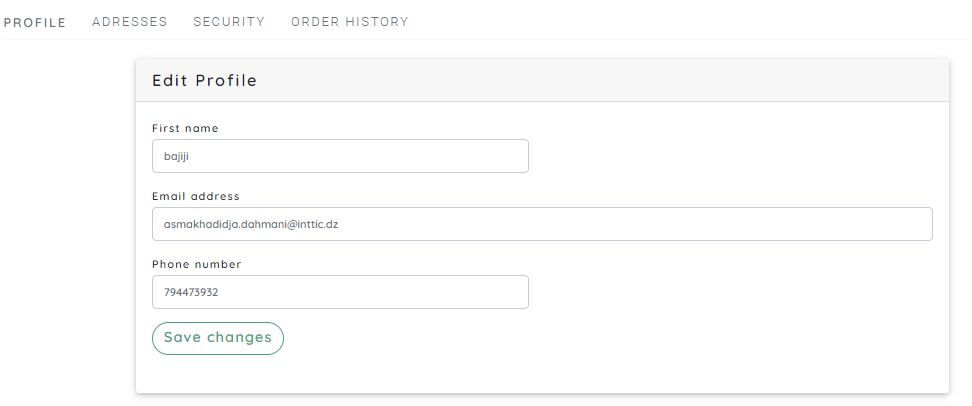 PROFILE ADRESSES SECURITY ORDER HISTORY
Edit Profile
First name
bajiji
Email address
asmakhadidja.dahmani@inttic.dz
Phone number
794473932
Save changes